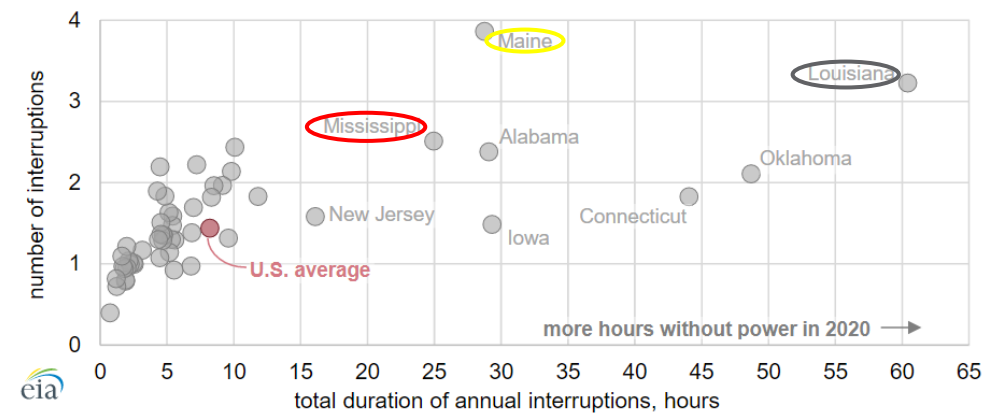 4
Maine
Louisiana
3
Mississippi
Alabama
Oklahoma
2
New Jersey
Connecticut
Iowa
1
U.S. average
more hours without power in 2020
0
number of interruptions
0 5 10 15 20 25 30 35 40 45 50 55 60 65
total duration of annual interruptions, hours
eia